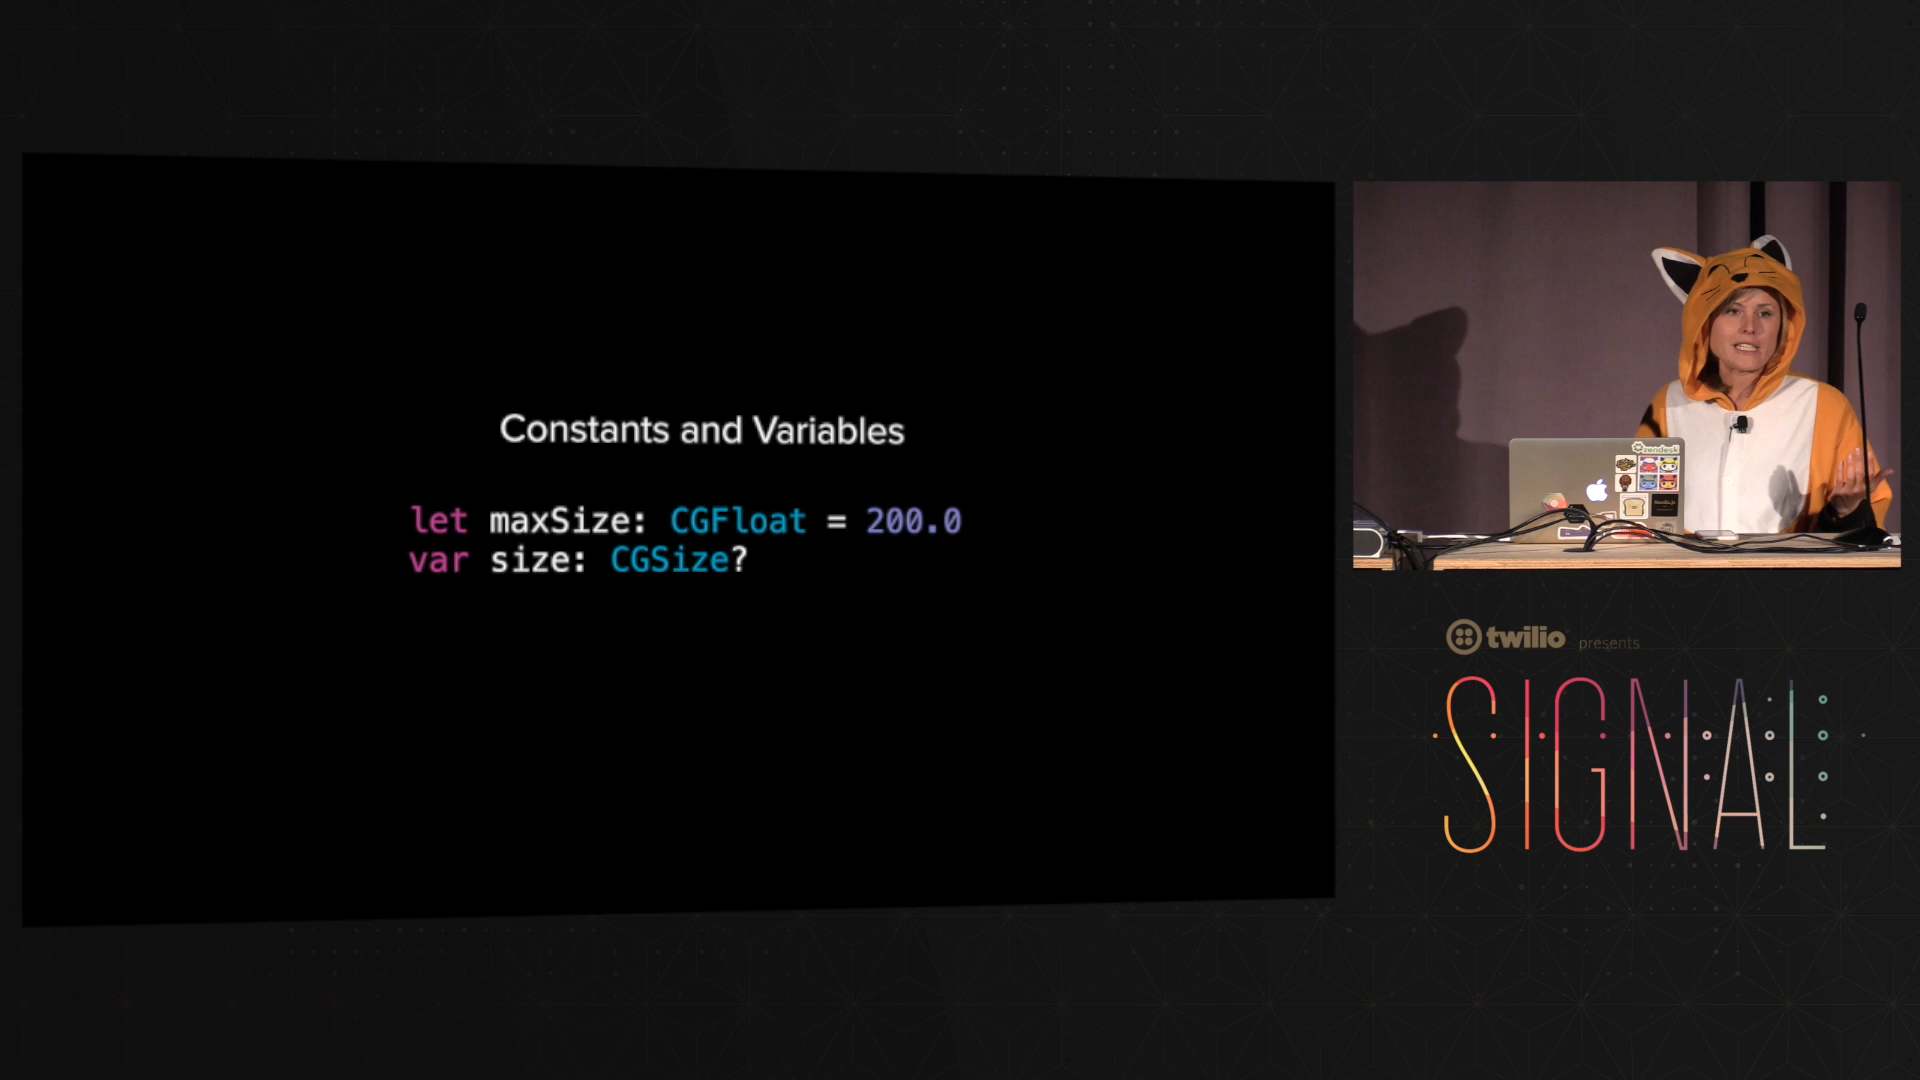 Constants and Variables
let maxSize: CGFloat = 200.0
var size: CGSize?
zendesk
twilio presents
SIGNAL